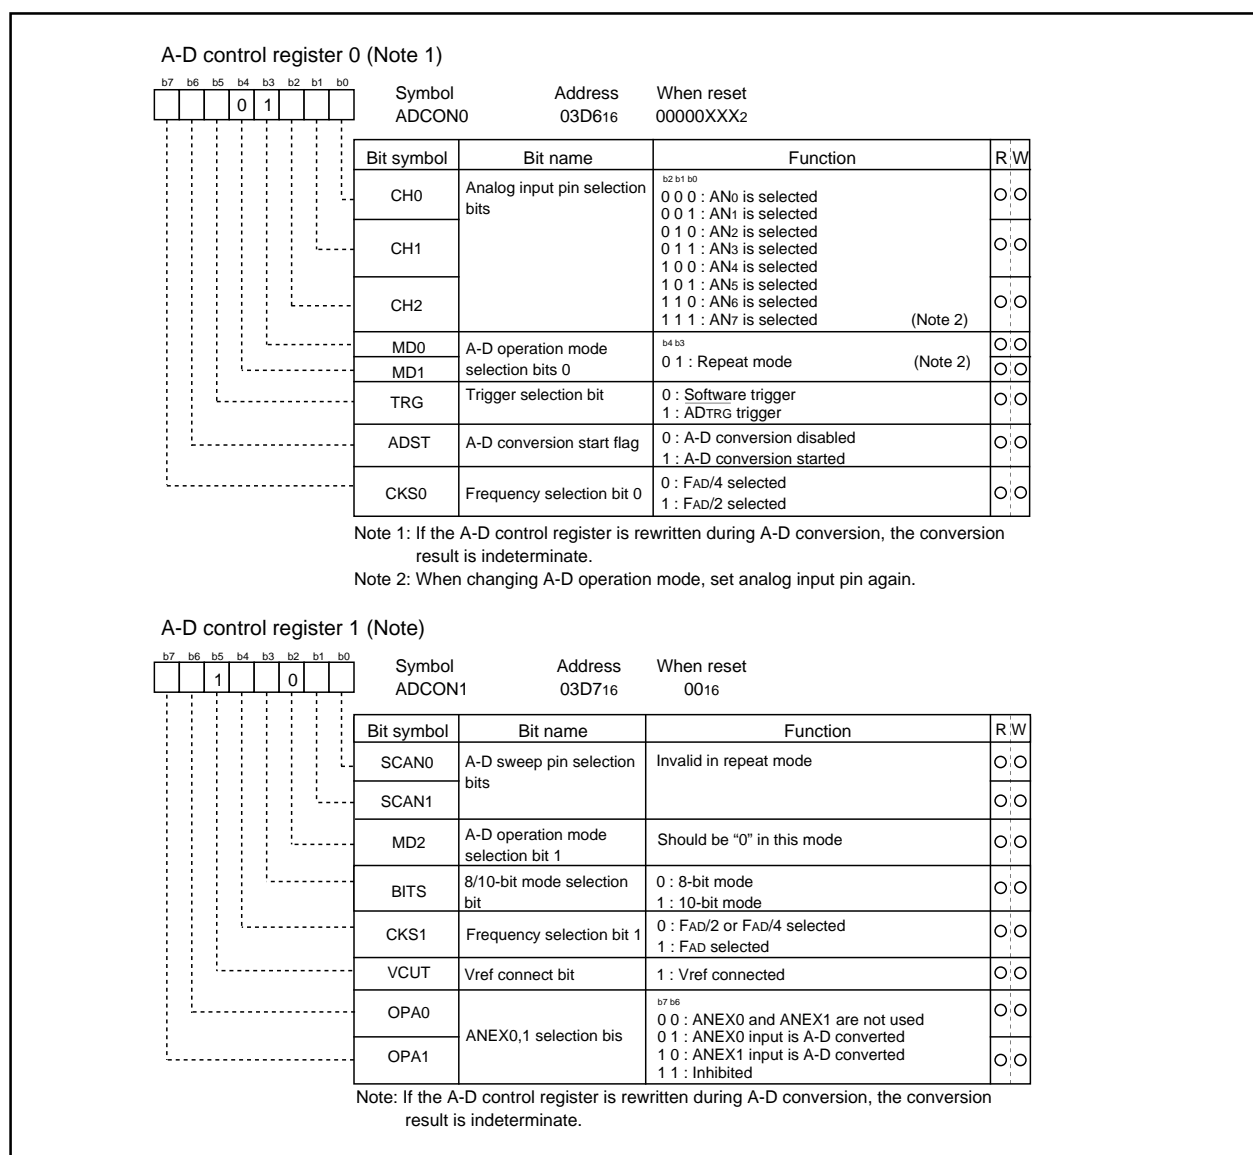 A-D control register 0 (Note 1)
b7 b6 b5 b4 b3 b2 b1 b0
0 1
Symbol Address When reset
ADCON0 03D616 00000XXX2
Bit symbol Bit name Function R W
CH0 Analog input pin selection bits
b2 b1 b0
0 0 0 : AN0 is selected
0 0 1 : AN1 is selected
0 1 0 : AN2 is selected
CH1 0 1 1 : AN3 is selected
1 0 0 : AN4 is selected
1 0 1 : AN5 is selected
CH2 1 1 0 : AN6 is selected
1 1 1 : AN7 is selected (Note 2)
MD0 A-D operation mode
b4 b3
MD1 selection bits 0 0 1 : Repeat mode (Note 2)
TRG Trigger selection bit 0 : Software trigger
1 : ADTRG trigger
ADST A-D conversion start flag 0 : A-D conversion disabled
1 : A-D conversion started
CKS0 Frequency selection bit 0 0 : FAD/4 selected
1 : FAD/2 selected
Note 1: If the A-D control register is rewritten during A-D conversion, the conversion
result is indeterminate.
Note 2: When changing A-D operation mode, set analog input pin again.
A-D control register 1 (Note)
b7 b6 b5 b4 b3 b2 b1 b0
1 0
Symbol Address When reset
ADCON1 03D716 0016
Bit symbol Bit name Function R W
SCAN0 A-D sweep pin selection Invalid in repeat mode
bits
SCAN1
MD2 A-D operation mode Should be “0” in this mode
selection bit 1
BITS 8/10-bit mode selection 0 : 8-bit mode
bit 1 : 10-bit mode
CKS1 Frequency selection bit 1 0 : FAD/2 or FAD/4 selected
1 : FAD selected
VCUT Vref connect bit 1 : Vref connected
OPA0 ANEX0,1 selection bis
b7 b6
0 0 : ANEX0 and ANEX1 are not used
0 1 : ANEX0 input is A-D converted
OPA1 1 0 : ANEX1 input is A-D converted
1 1 : Inhibited
Note: If the A-D control register is rewritten during A-D conversion, the conversion
result is indeterminate.